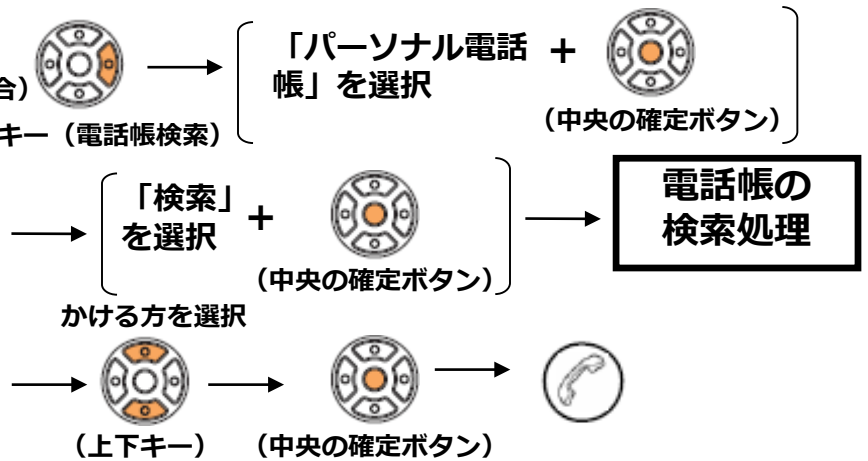 「パーソナル電話 +
帳」を選択
合)
キー（電話帳検索） (中央の確定ボタン)
「検索」 +
を選択
(中央の確定ボタン)
電話帳の
検索処理
かける方を選択
(上下キー) (中央の確定ボタン)